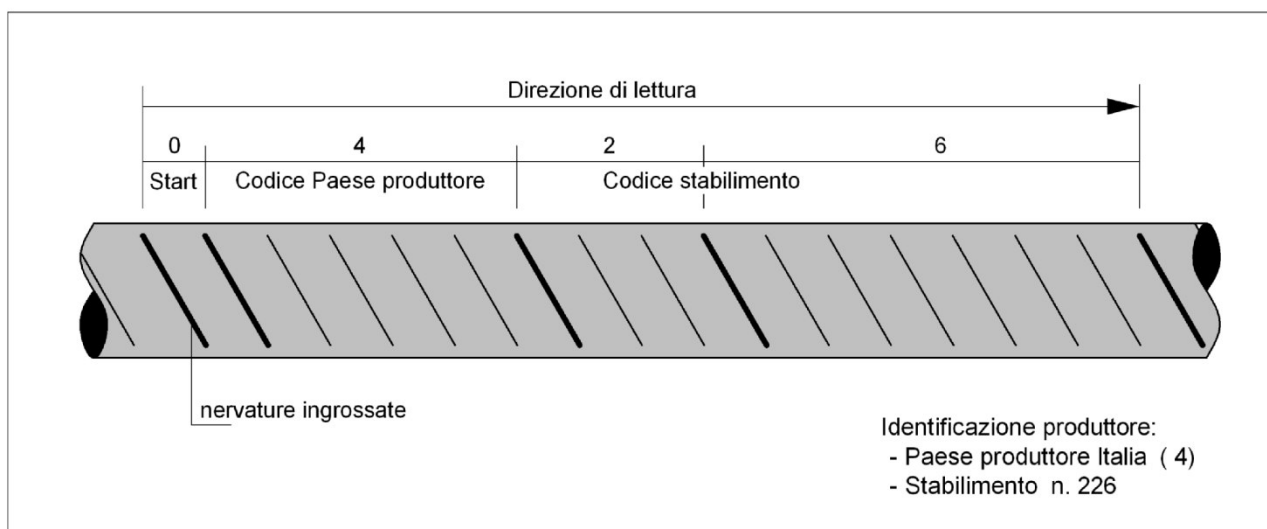 Direzione di lettura
0 4 2 6
Start Codice Paese produttore Codice stabilimento
nervature ingrossate
Identificazione produttore:
- Paese produttore Italia ( 4)
- Stabilimento n. 226